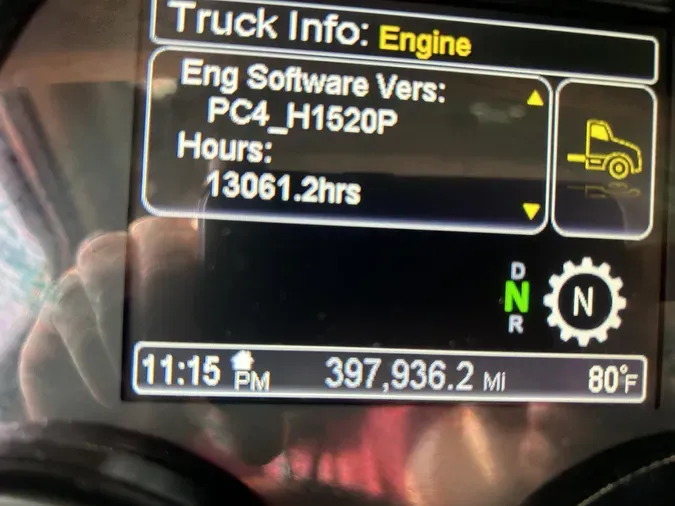 Truck Info: Engine
Eng Software Vers:
PC4_H1520P
Hours:
13061.2hrs
D
N
R
N
11:15 PM 397,936.2 Mi 80°F